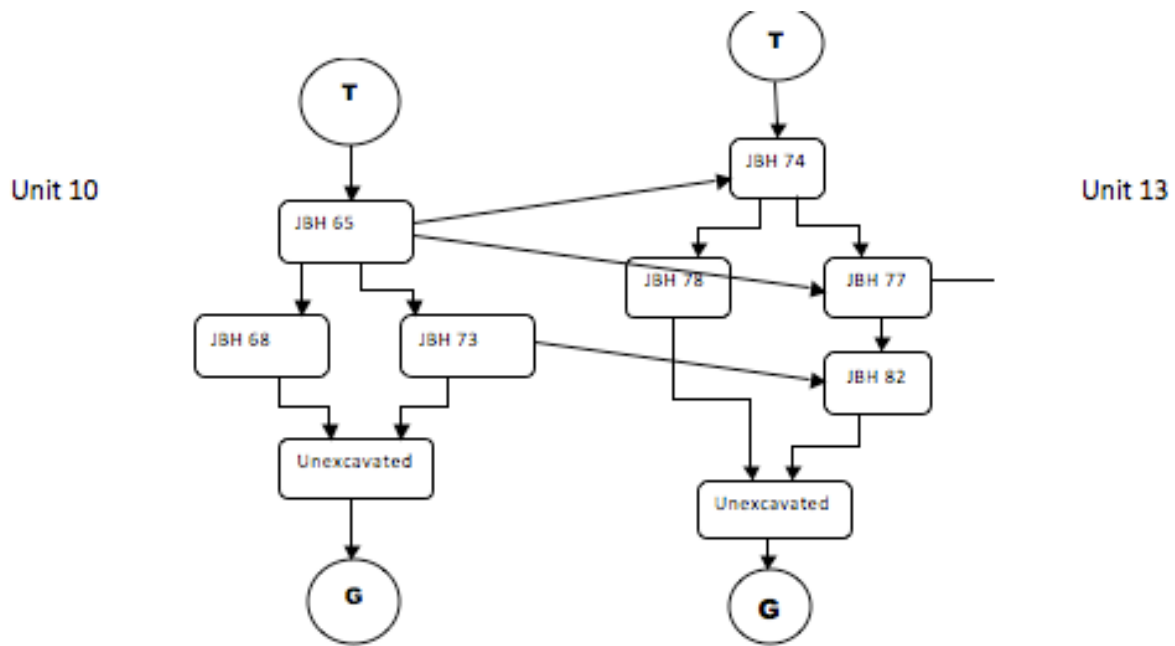 T
T
JBH 74
Unit 10
Unit 13
JBH 65
JBH 78
JBH 77
JBH 68
JBH 73
JBH 82
Unexcavated
Unexcavated
G
G